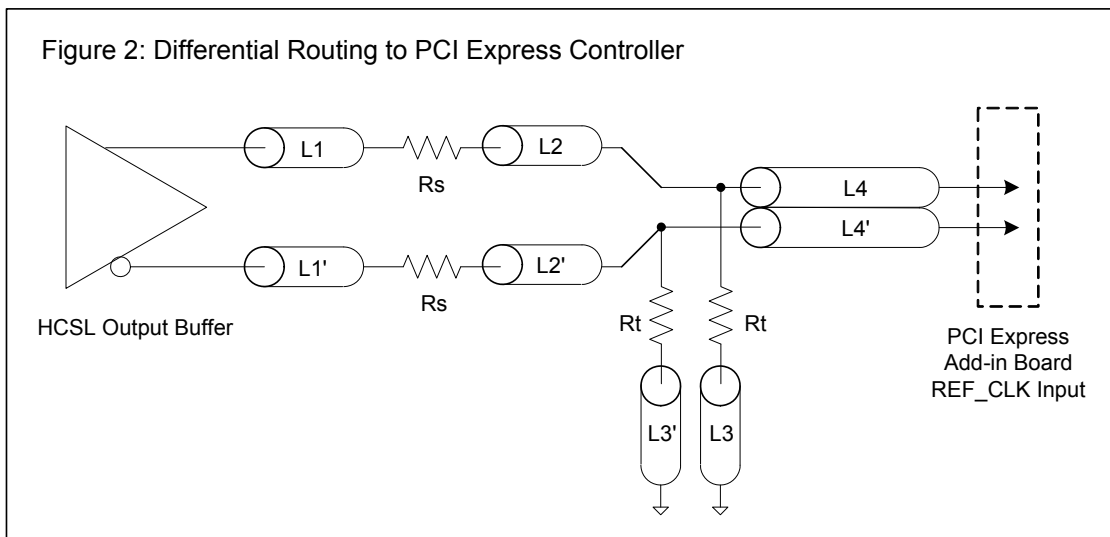 Figure 2: Differential Routing to PCI Express Controller
L1
Rs
L2
L4
L4'
L1'
Rs
L2'
HCSL Output Buffer
Rt
Rt
L3'
L3
PCI Express
Add-in Board
REF_CLK Input